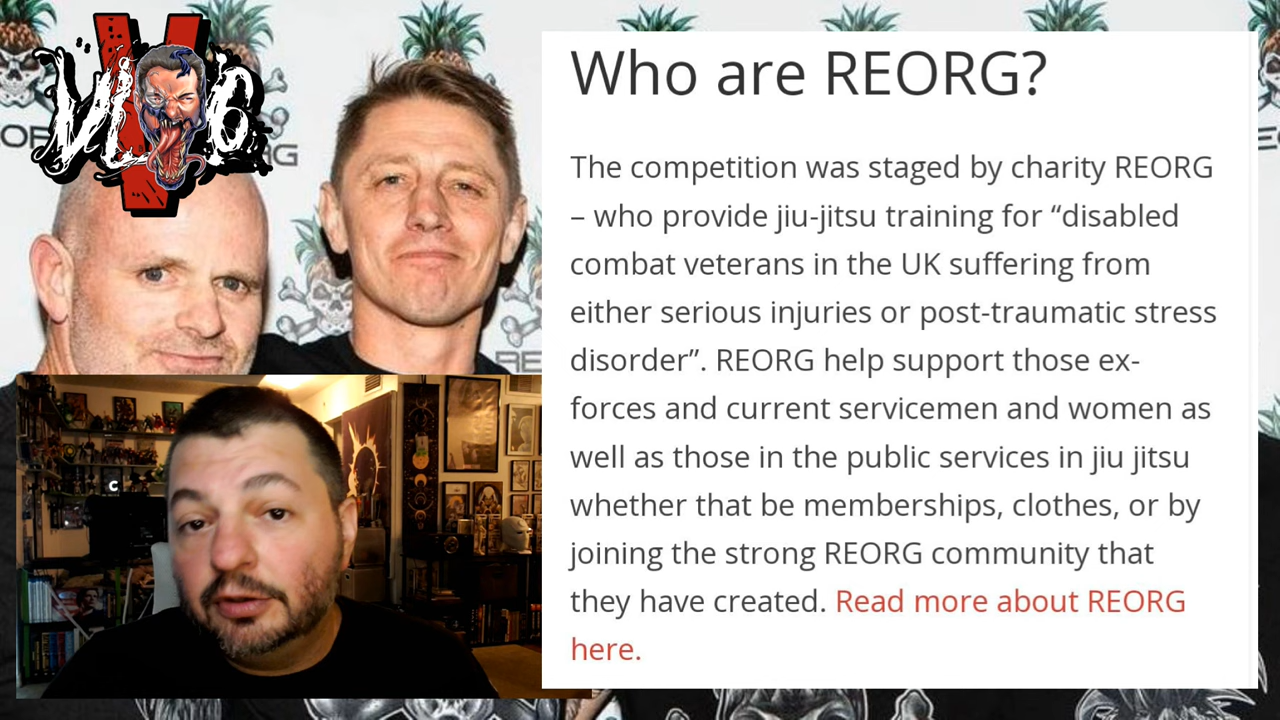 VLOG
Who are REORG?
The competition was staged by charity REORG
– who provide jiu-jitsu training for “disabled
combat veterans in the UK suffering from
either serious injuries or post-traumatic stress
disorder”. REORG help support those ex-
forces and current servicemen and women as
well as those in the public services in jiu jitsu
whether that be memberships, clothes, or by
joining the strong REORG community that
they have created. Read more about REORG
here.